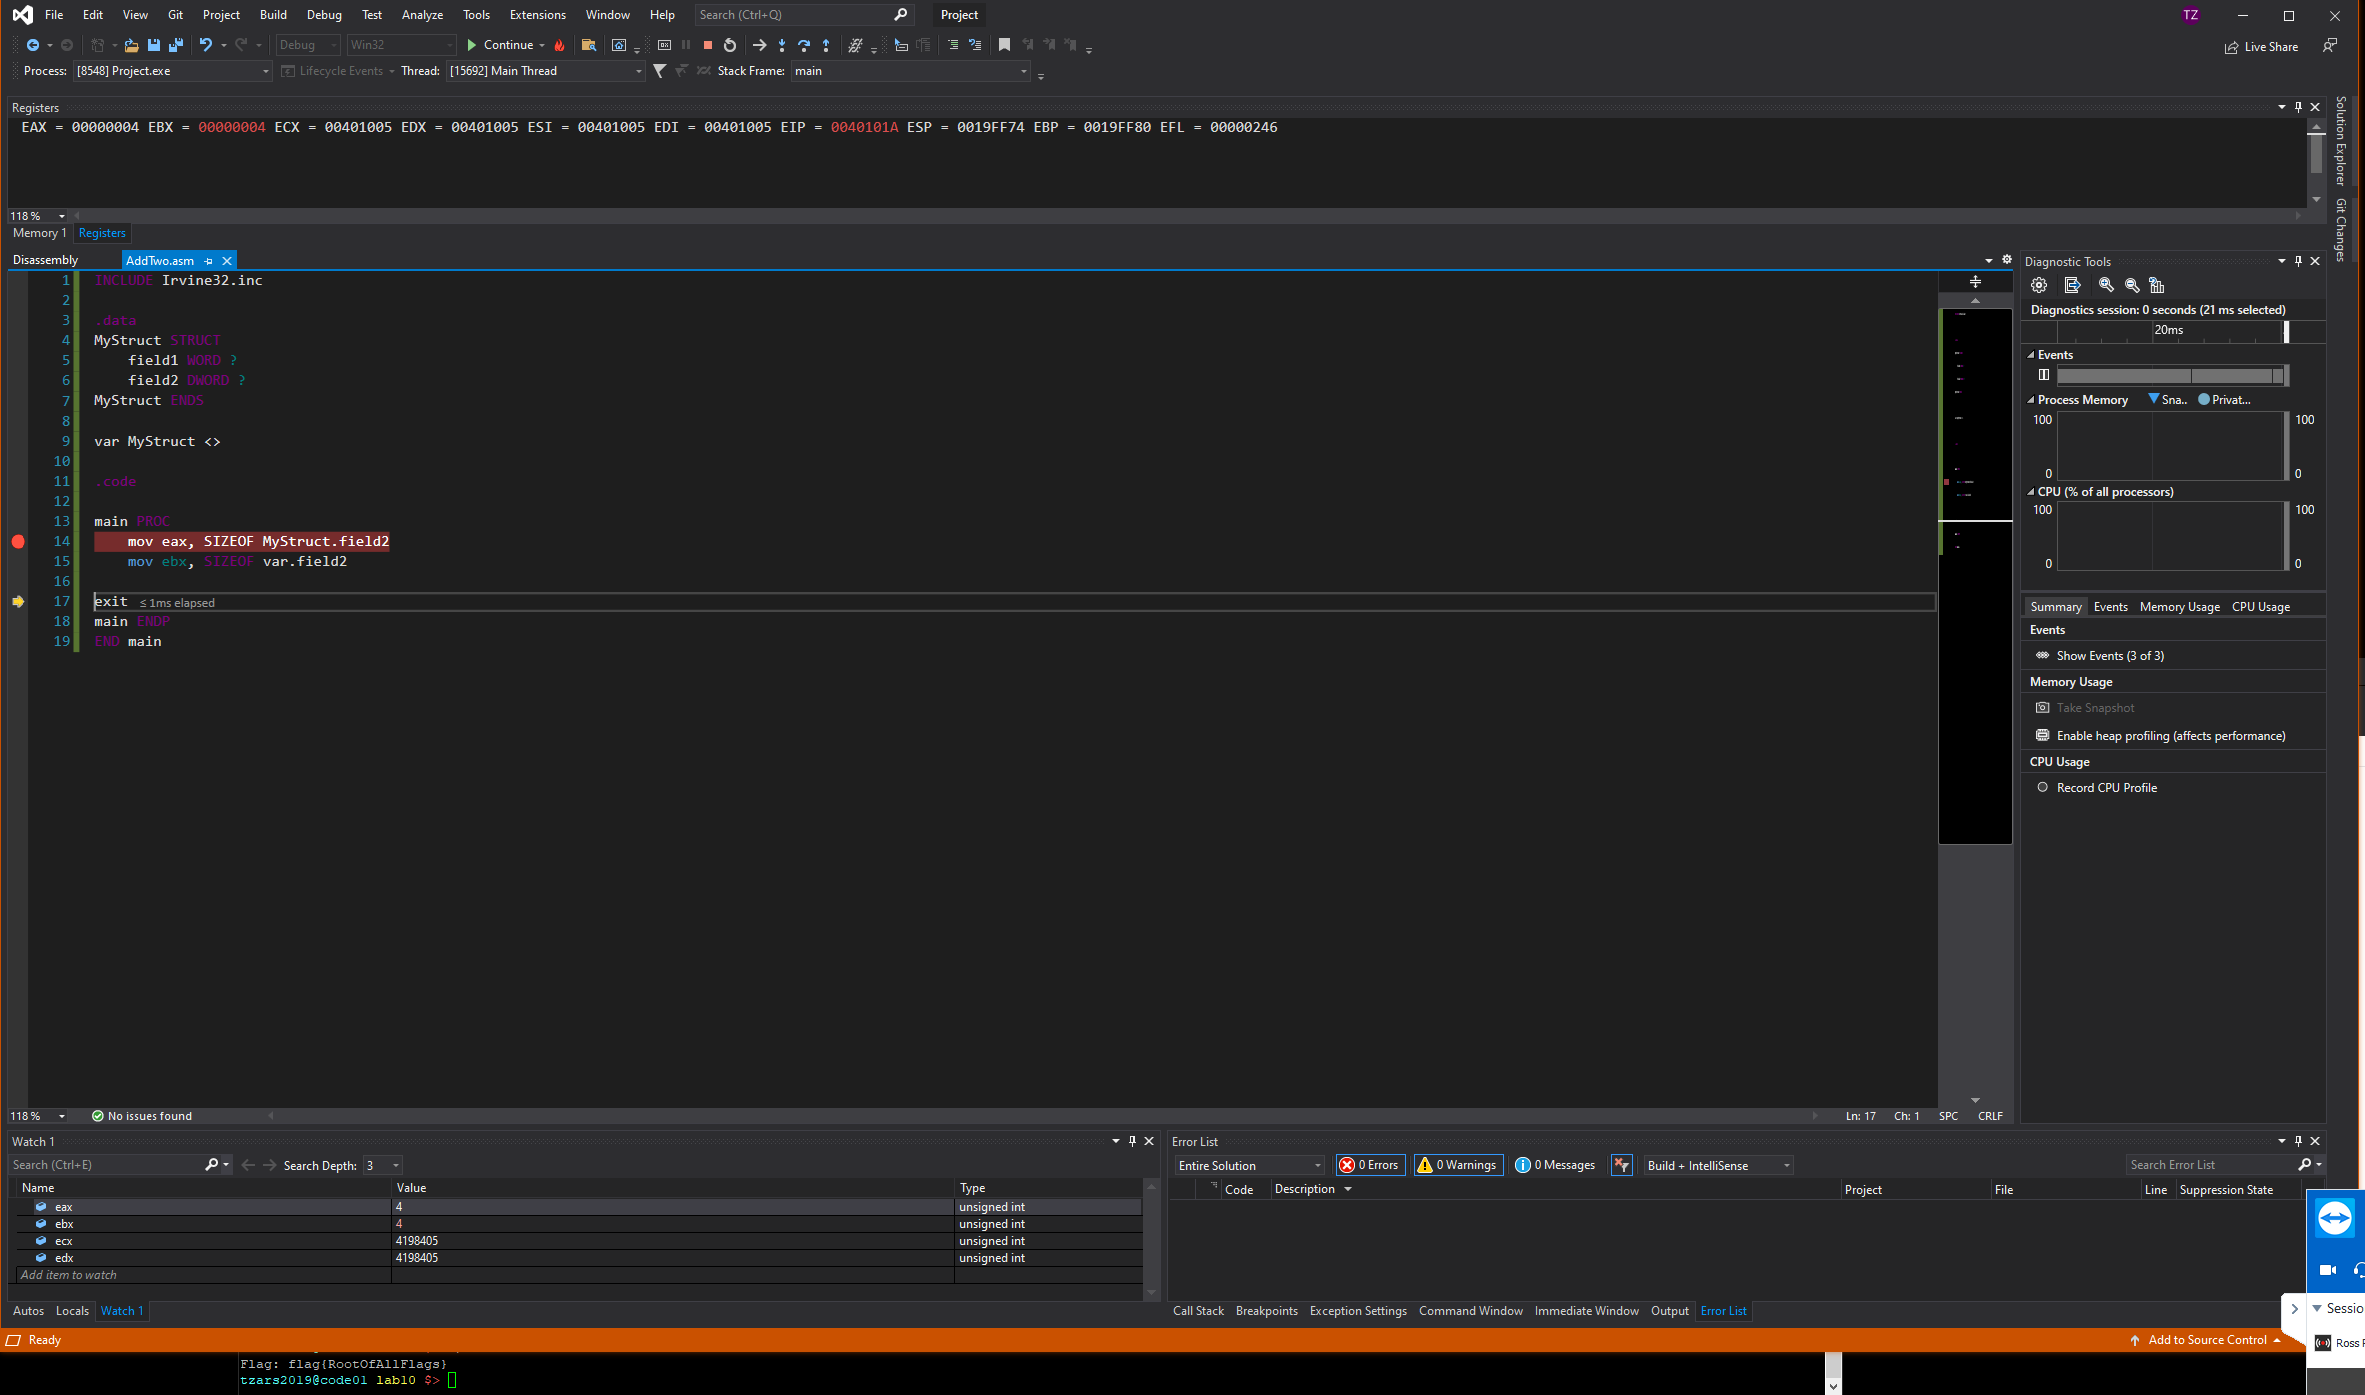 File Edit View Git Project Build Debug Test Analyze Tools Extensions Window Help Search (Ctrl+Q) Project TZ
Debug Win32 Continue Live Share
Process: [8548] Project.exe Lifecycle Events Thread: [15692] Main Thread Stack Frame: main
Registers
EAX = 00000004 EBX = 00000004 ECX = 00401005 EDX = 00401005 ESI = 00401005 EDI = 00401005 EIP = 0040101A ESP = 0019FF74 EBP = 0019FF80 EFL = 00000246
118 %
Memory 1 Registers
Solution Explorer
Git Changes
Disassembly AddTwo.asm
1 INCLUDE Irvine32.inc
2
3 .data
4 MyStruct STRUCT
5 field1 WORD ?
6 field2 DWORD ?
7 MyStruct ENDS
8
9 var MyStruct <>
10
11 .code
12
13 main PROC
14 mov eax, SIZEOF MyStruct.field2
15 mov ebx, SIZEOF var.field2
16
17 exit ≤ 1ms elapsed
18 main ENDP
19 END main
118 % No issues found Ln: 17 Ch: 1 SPC CRLF
Diagnostic Tools
Diagnostics session: 0 seconds (21 ms selected)
20ms
Events
Process Memory Sna.. Privat...
100 100
0 0
CPU (% of all processors)
100 100
0 0
Summary Events Memory Usage CPU Usage
Events
Show Events (3 of 3)
Memory Usage
Take Snapshot
Enable heap profiling (affects performance)
CPU Usage
Record CPU Profile
Watch 1
Search (Ctrl+E) Search Depth: 3
Name Value Type
eax 4 unsigned int
ebx 4 unsigned int
ecx 4198405 unsigned int
edx 4198405 unsigned int
Add item to watch
Autos Locals Watch 1
Error List
Entire Solution 0 Errors 0 Warnings 0 Messages Build + IntelliSense Search Error List
Code Description Project File Line Suppression State
Call Stack Breakpoints Exception Settings Command Window Immediate Window Output Error List
Sessio
Ross
Ready Add to Source Control
Flag: flag{RootOfAllFlags}
tzars2019@code01 lab10 $>